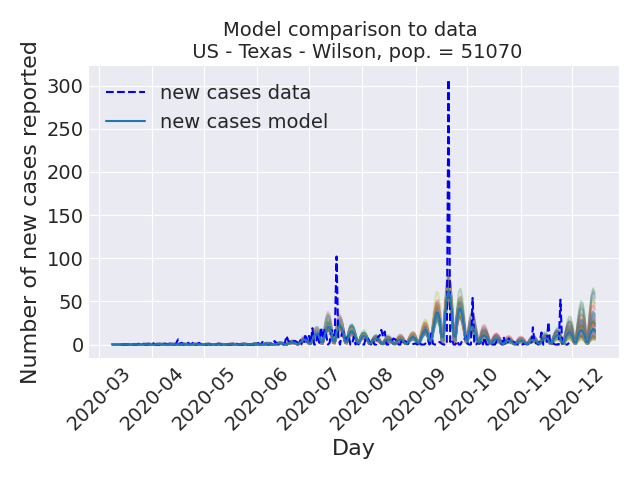 Model comparison to data
US - Texas - Wilson, pop. = 51070
Number of new cases reported
300
250
200
150
100
50
0
new cases data
new cases model
2020-03
2020-04
2020-05
2020-06
2020-07
2020-08
2020-09
2020-10
2020-11
2020-12
Day